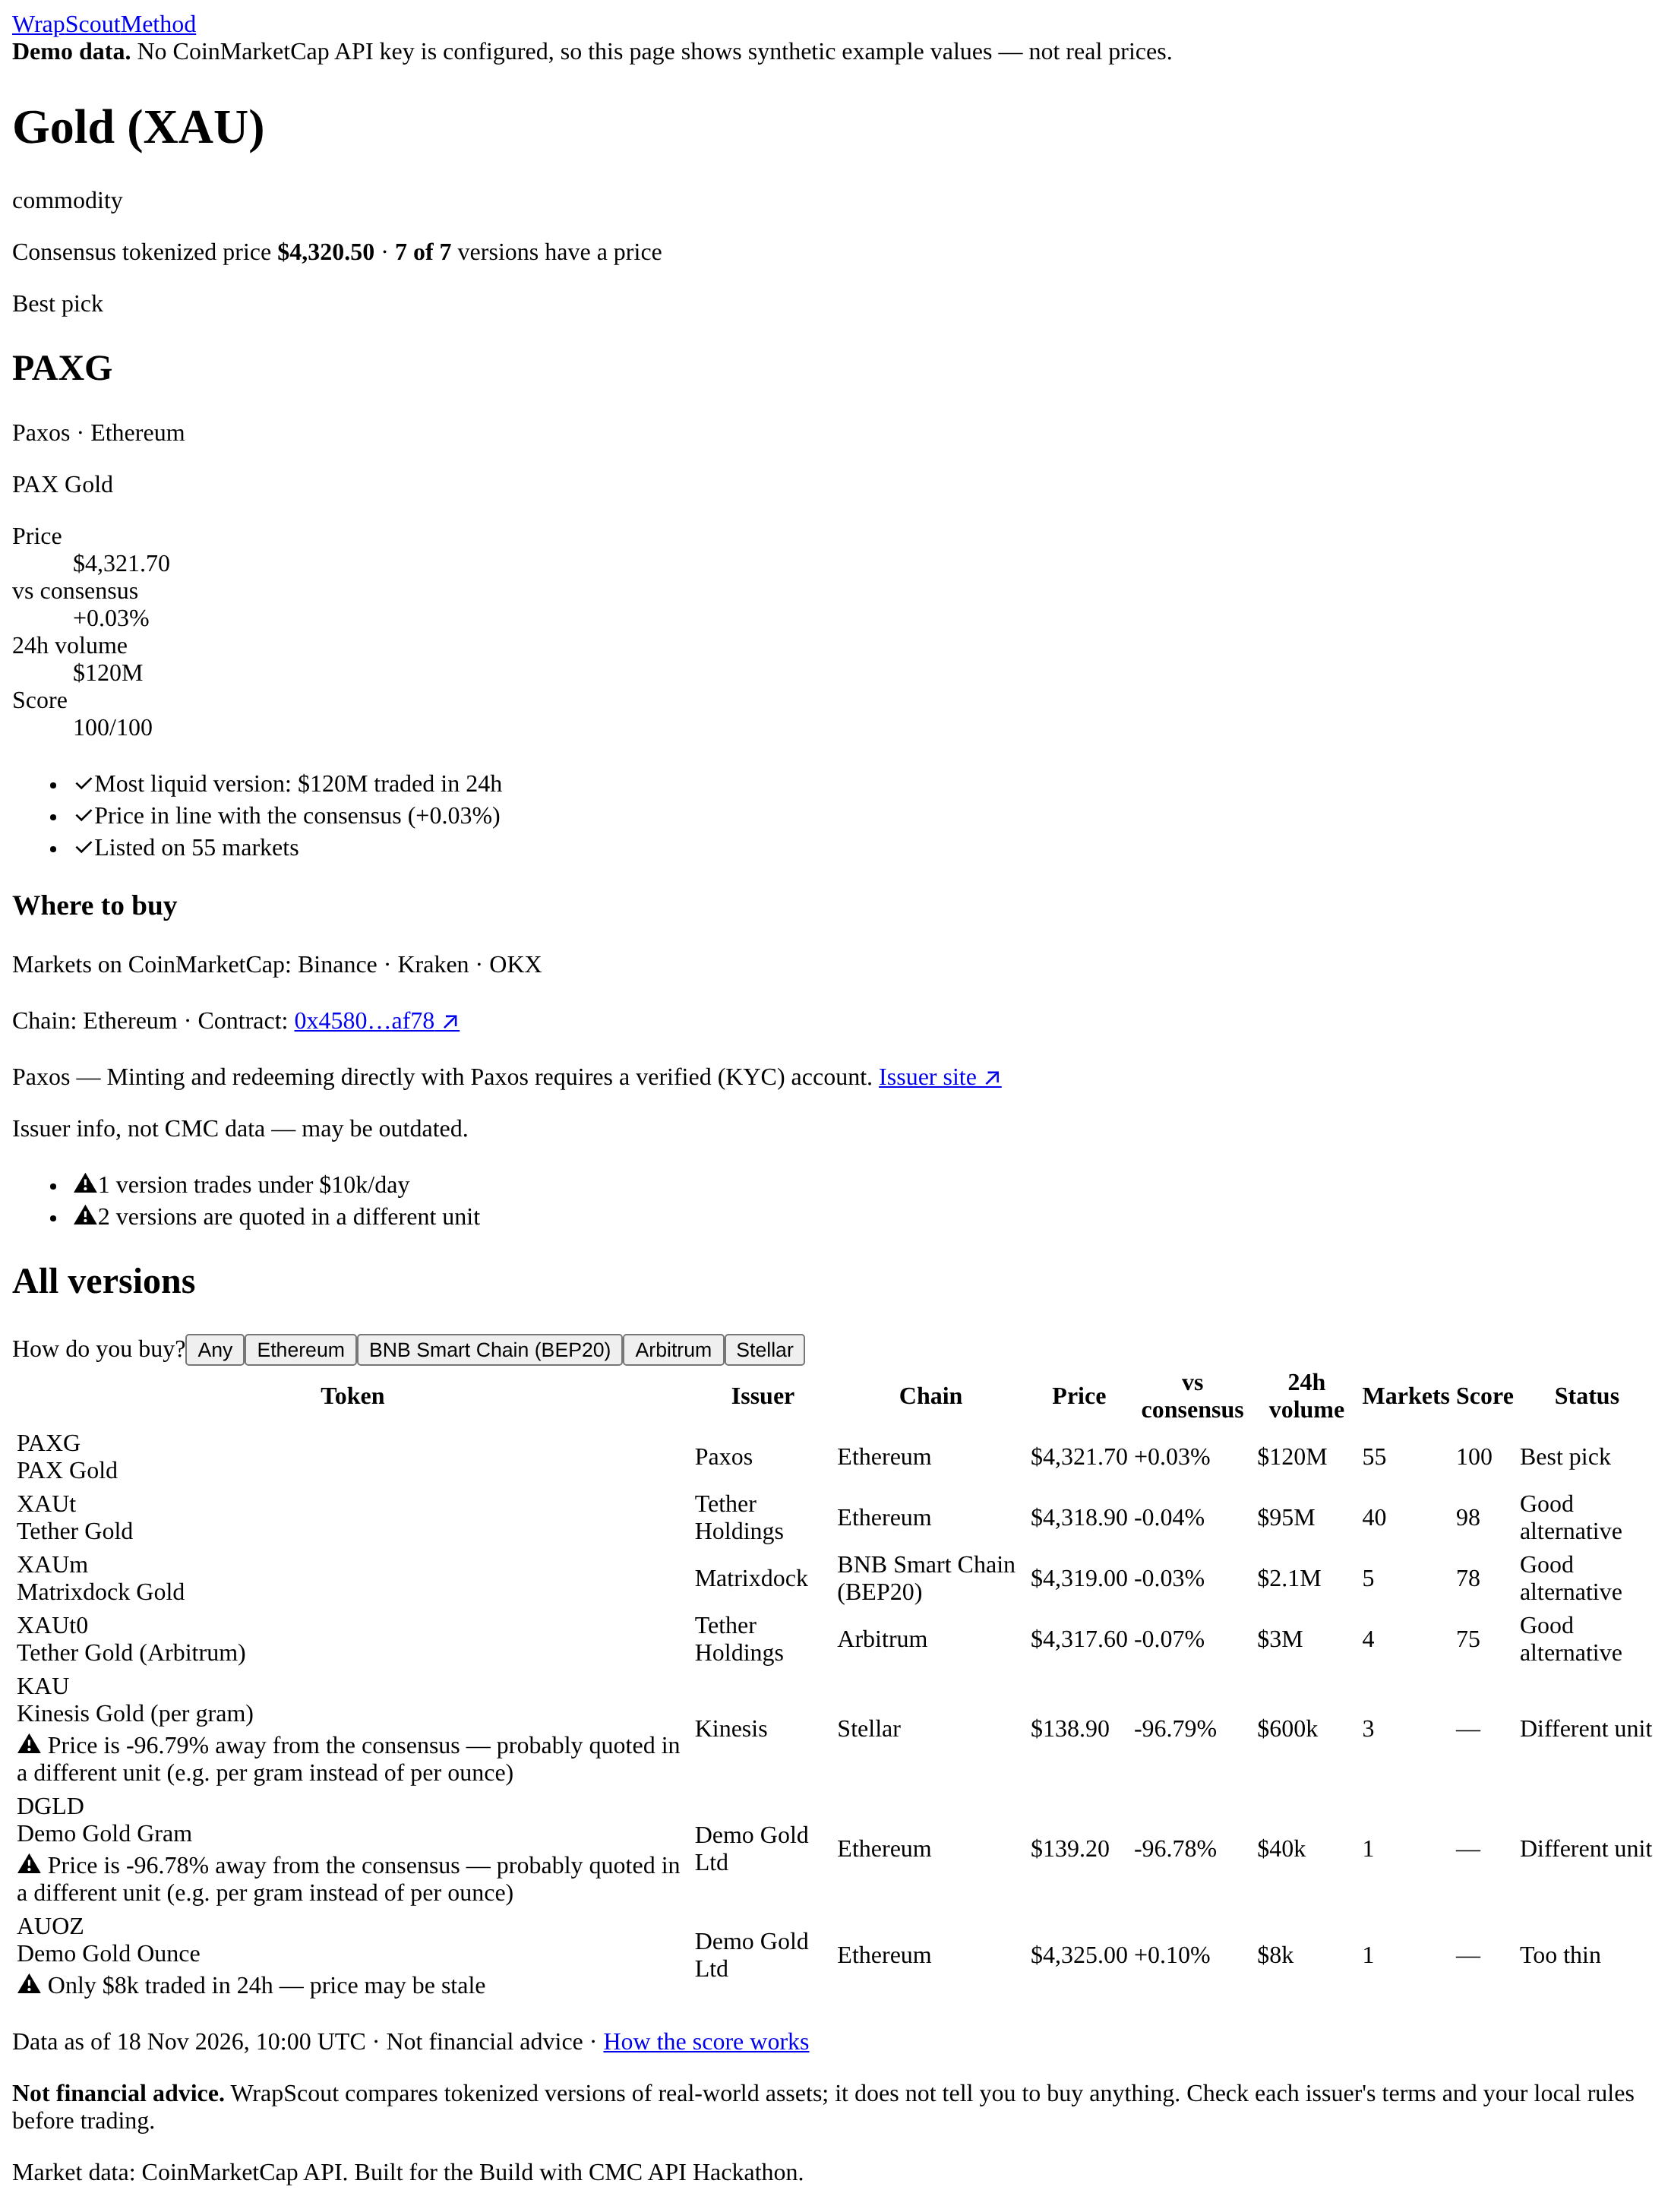 WrapScoutMethod
Demo data. No CoinMarketCap API key is configured, so this page shows synthetic example values — not real prices.
Gold (XAU)
commodity
Consensus tokenized price $4,320.50 · 7 of 7 versions have a price
Best pick
PAXG
Paxos · Ethereum
PAX Gold
Price
$4,321.70
vs consensus
+0.03%
24h volume
$120M
Score
100/100
• ✓Most liquid version: $120M traded in 24h
• ✓Price in line with the consensus (+0.03%)
• ✓Listed on 55 markets
Where to buy
Markets on CoinMarketCap: Binance · Kraken · OKX
Chain: Ethereum · Contract: 0x4580…af78 ↗
Paxos — Minting and redeeming directly with Paxos requires a verified (KYC) account. Issuer site ↗
Issuer info, not CMC data — may be outdated.
• ⚠1 version trades under $10k/day
• ⚠2 versions are quoted in a different unit
All versions
How do you buy? Any Ethereum BNB Smart Chain (BEP20) Arbitrum Stellar
Token Issuer Chain Price vs consensus 24h volume Markets Score Status
PAXG
PAX Gold
Paxos Ethereum $4,321.70 +0.03% $120M 55 100 Best pick
XAUt
Tether Gold
Tether Holdings Ethereum $4,318.90 -0.04% $95M 40 98 Good alternative
XAUm
Matrixdock Gold
Matrixdock BNB Smart Chain (BEP20) $4,319.00 -0.03% $2.1M 5 78 Good alternative
XAUt0
Tether Gold (Arbitrum)
Tether Holdings Arbitrum $4,317.60 -0.07% $3M 4 75 Good alternative
KAU
Kinesis Gold (per gram)
⚠ Price is -96.79% away from the consensus — probably quoted in
a different unit (e.g. per gram instead of per ounce)
Kinesis Stellar $138.90 -96.79% $600k 3 — Different unit
DGLD
Demo Gold Gram
⚠ Price is -96.78% away from the consensus — probably quoted in
a different unit (e.g. per gram instead of per ounce)
Demo Gold Ltd Ethereum $139.20 -96.78% $40k 1 — Different unit
AUOZ
Demo Gold Ounce
⚠ Only $8k traded in 24h — price may be stale
Demo Gold Ltd Ethereum $4,325.00 +0.10% $8k 1 — Too thin
Data as of 18 Nov 2026, 10:00 UTC · Not financial advice · How the score works
Not financial advice. WrapScout compares tokenized versions of real-world assets; it does not tell you to buy anything. Check each issuer's terms and your local rules
before trading.
Market data: CoinMarketCap API. Built for the Build with CMC API Hackathon.